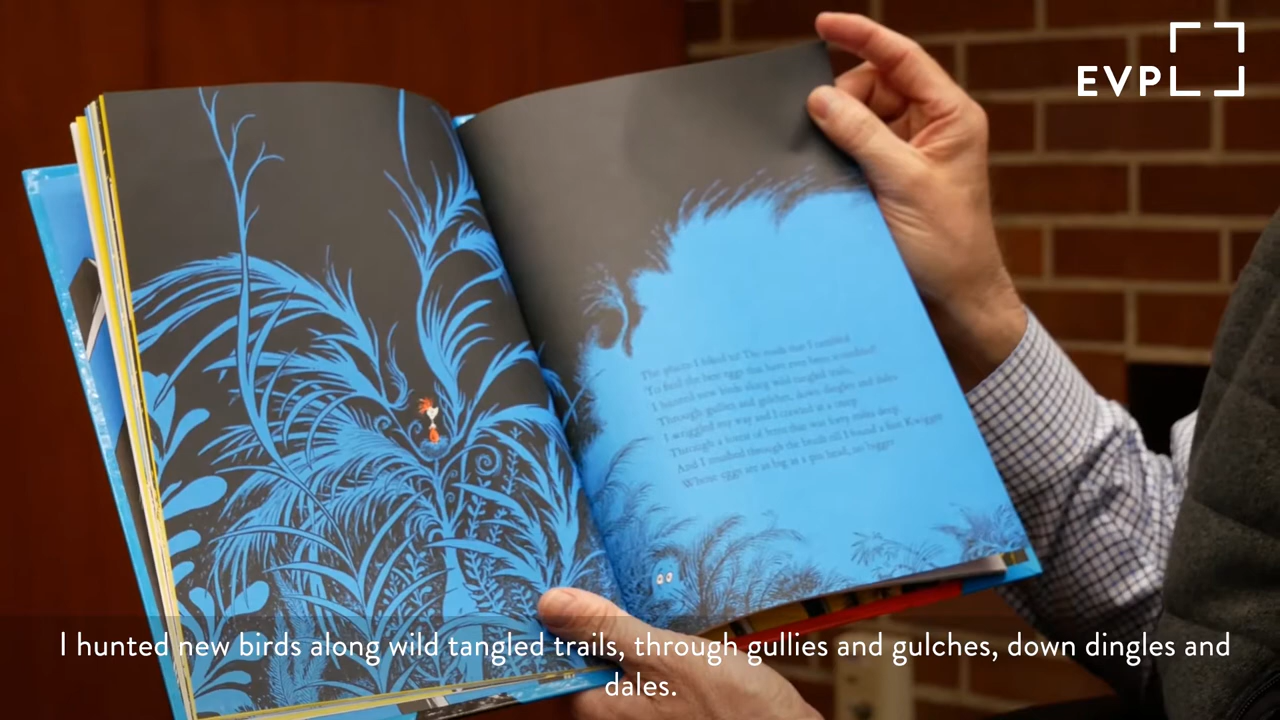 EVPL
The places I hiked to! The roads that I rambled
To find the best eggs that have ever been scrambled!
I hunted new birds along wild tangled trails,
Through gullies and gulches, down dingles and dales.
I wriggled my way and I crawled at a creep
Through a forest of ferns that was forty miles deep
And I studied through the brush till I found a fine Kwigger
Whose eggs are as big as a pin head, no bigger.
I hunted new birds along wild tangled trails, through gullies and gulches, down dingles and
dales.